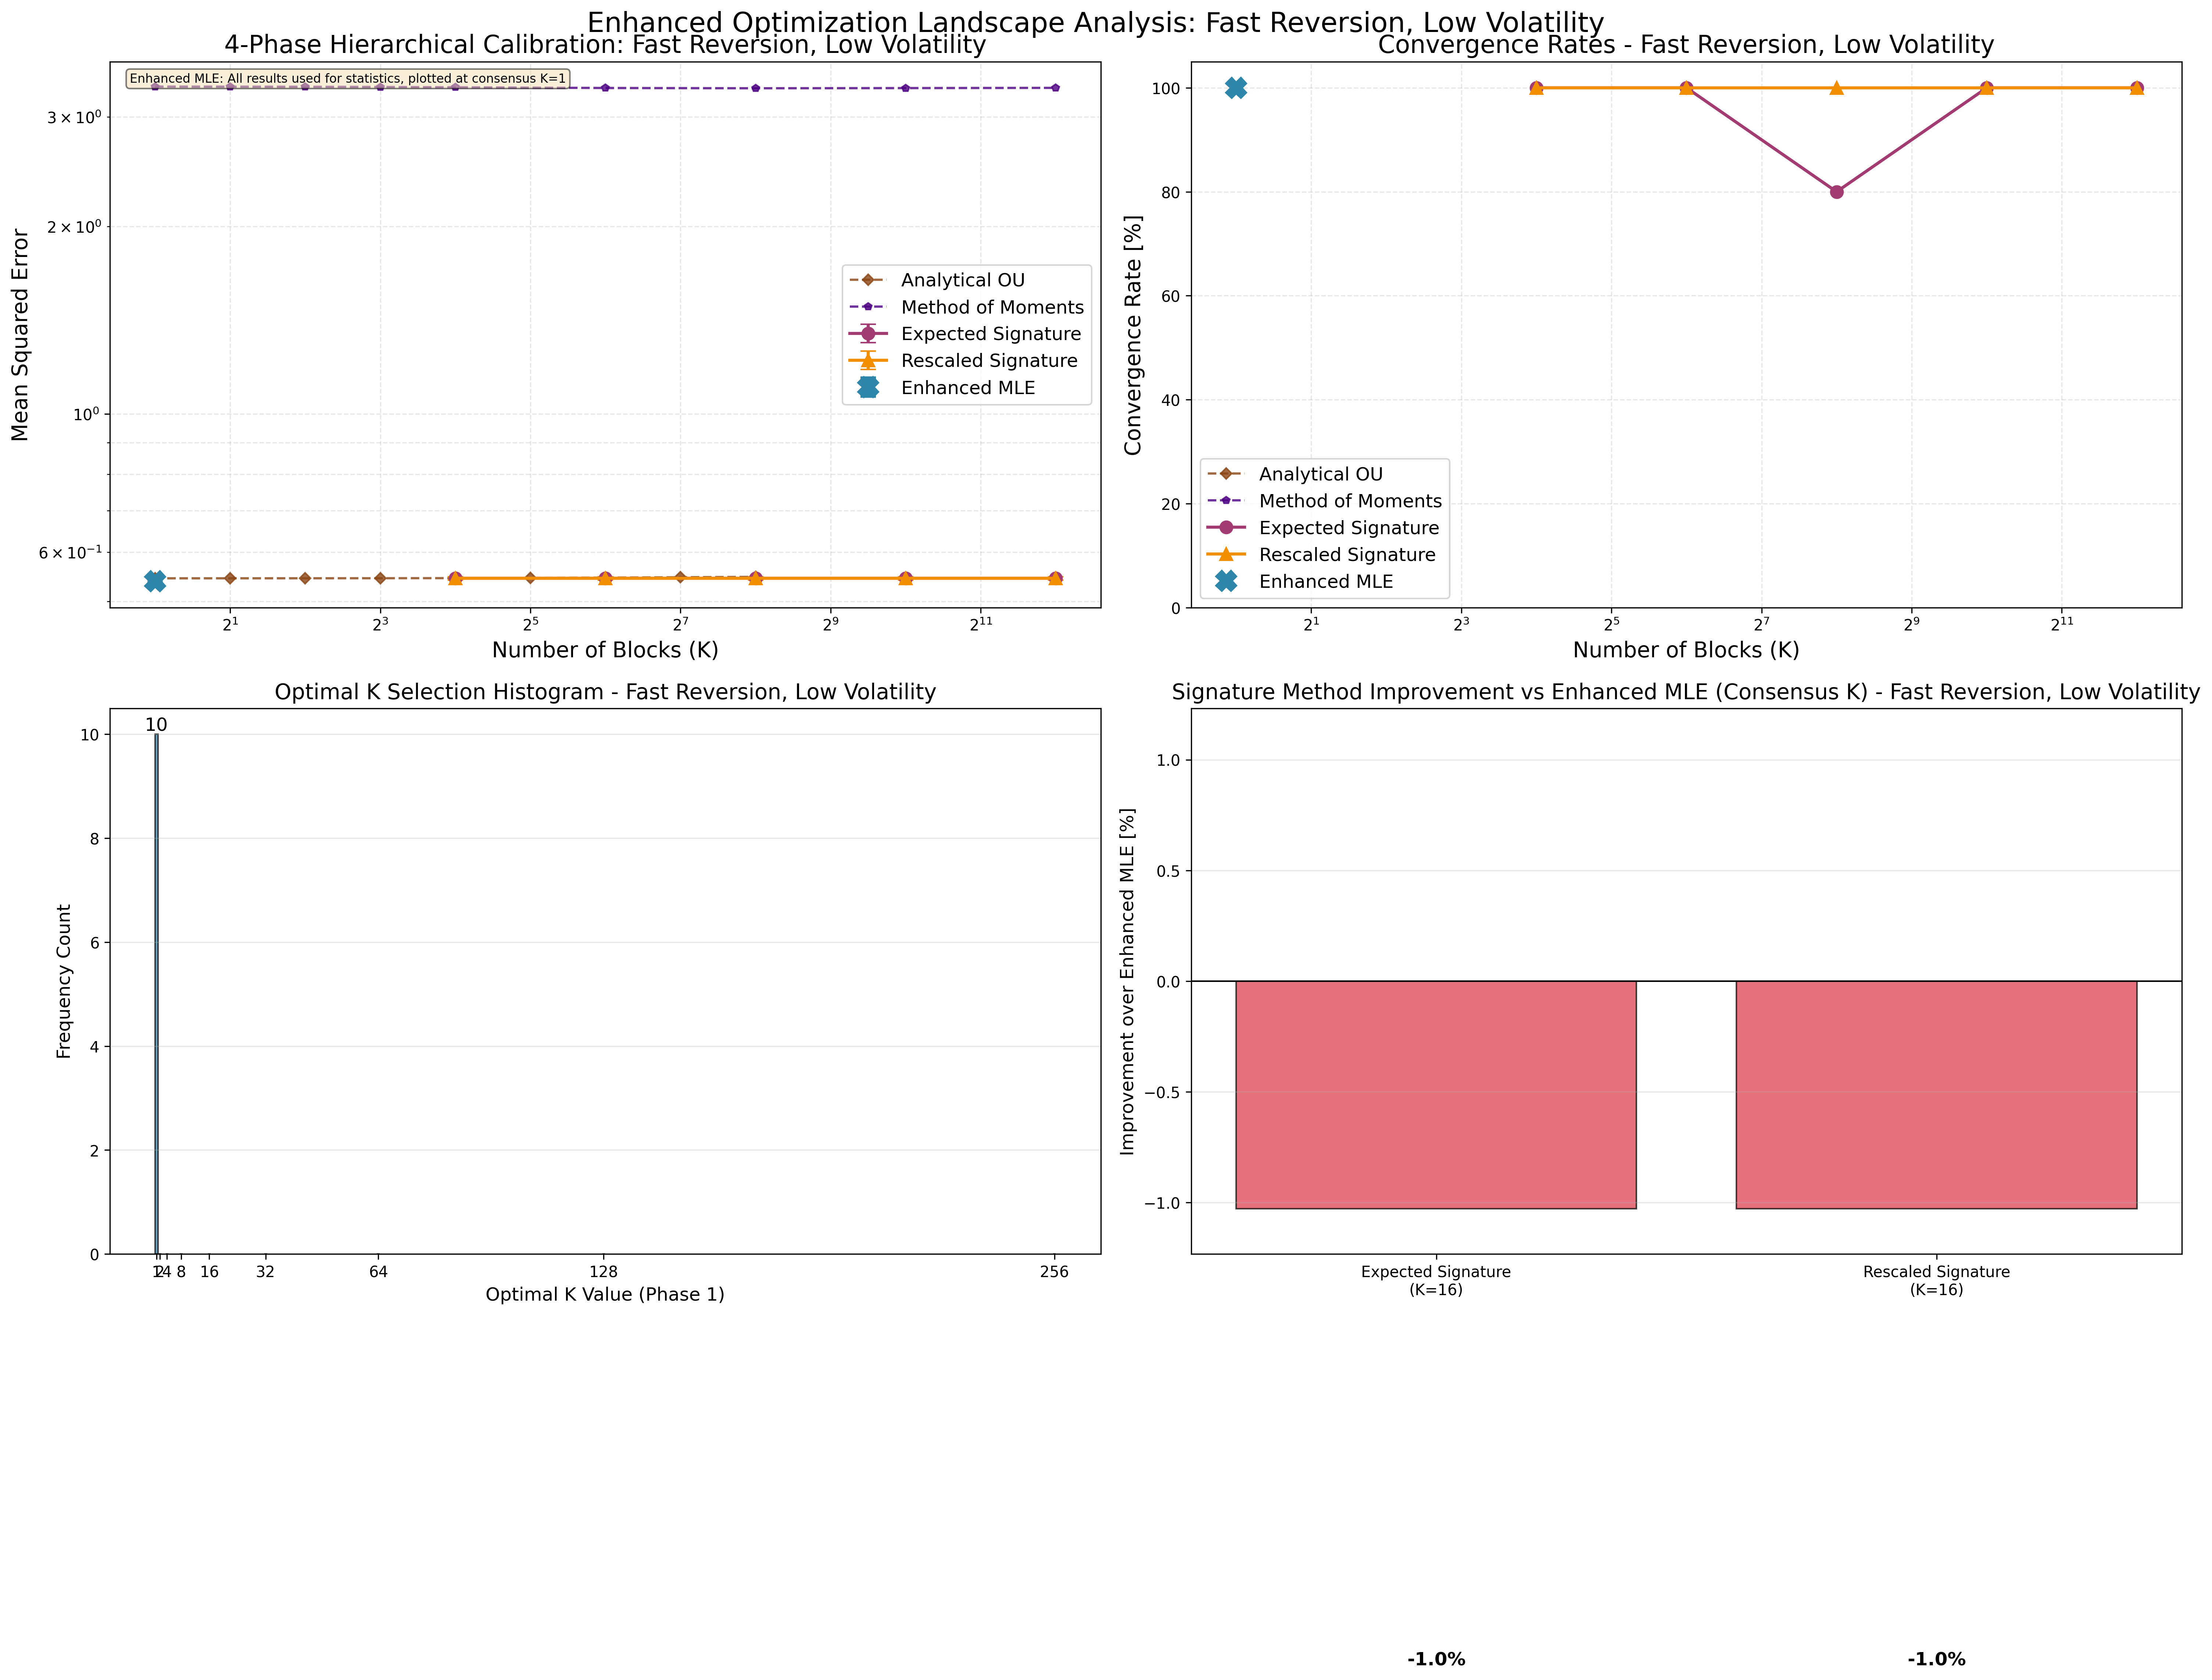 Enhanced Optimization Landscape Analysis: Fast Reversion, Low Volatility
4-Phase Hierarchical Calibration: Fast Reversion, Low Volatility
Enhanced MLE: All results used for statistics, plotted at consensus K=1
Mean Squared Error
3 × 10⁰
2 × 10⁰
10⁰
6 × 10⁻¹
Analytical OU
Method of Moments
Expected Signature
Rescaled Signature
Enhanced MLE
2¹ 2³ 2⁵ 2⁷ 2⁹ 2¹¹
Number of Blocks (K)
Convergence Rates - Fast Reversion, Low Volatility
Convergence Rate [%]
100
80
60
40
20
0
Analytical OU
Method of Moments
Expected Signature
Rescaled Signature
Enhanced MLE
2¹ 2³ 2⁵ 2⁷ 2⁹ 2¹¹
Number of Blocks (K)
Optimal K Selection Histogram - Fast Reversion, Low Volatility
Frequency Count
10
10
8
6
4
2
0
1 2 4 8 16 32 64 128 256
Optimal K Value (Phase 1)
Signature Method Improvement vs Enhanced MLE (Consensus K) - Fast Reversion, Low Volatility
Improvement over Enhanced MLE [%]
1.0
0.5
0.0
−0.5
−1.0
Expected Signature
(K=16)
Rescaled Signature
(K=16)
-1.0%
-1.0%